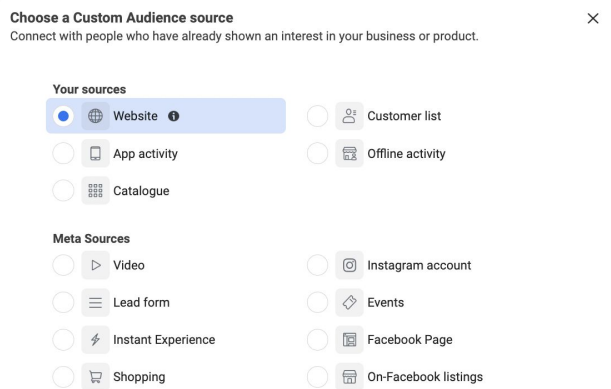 Choose a Custom Audience source
Connect with people who have already shown an interest in your business or product.
Your sources
Website
Customer list
App activity
Offline activity
Catalogue
Meta Sources
Video
Instagram account
Lead form
Events
Instant Experience
Facebook Page
Shopping
On-Facebook listings